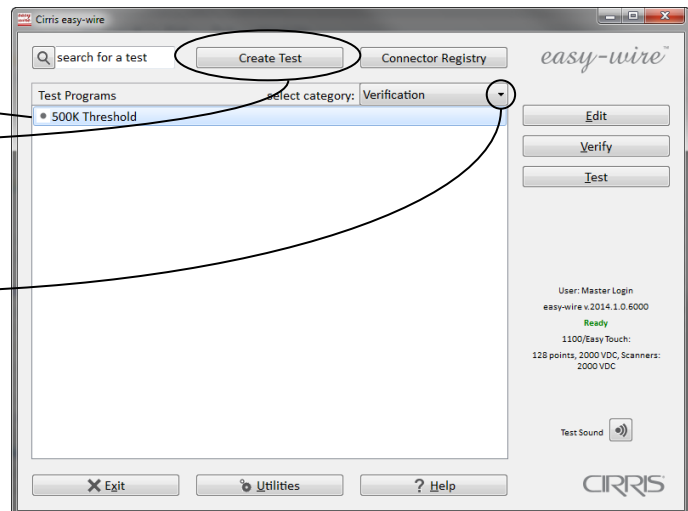 Cirris easy-wire
search for a test
Create Test
Connector Registry
easy-wire™
Test Programs
select category:
Verification
500K Threshold
Edit
Verify
Test
User: Master Login
easy-wire v.2014.1.0.6000
Ready
1100/Easy Touch:
128 points, 2000 VDC, Scanners:
2000 VDC
Test Sound
Exit
Utilities
? Help
CIRRIS